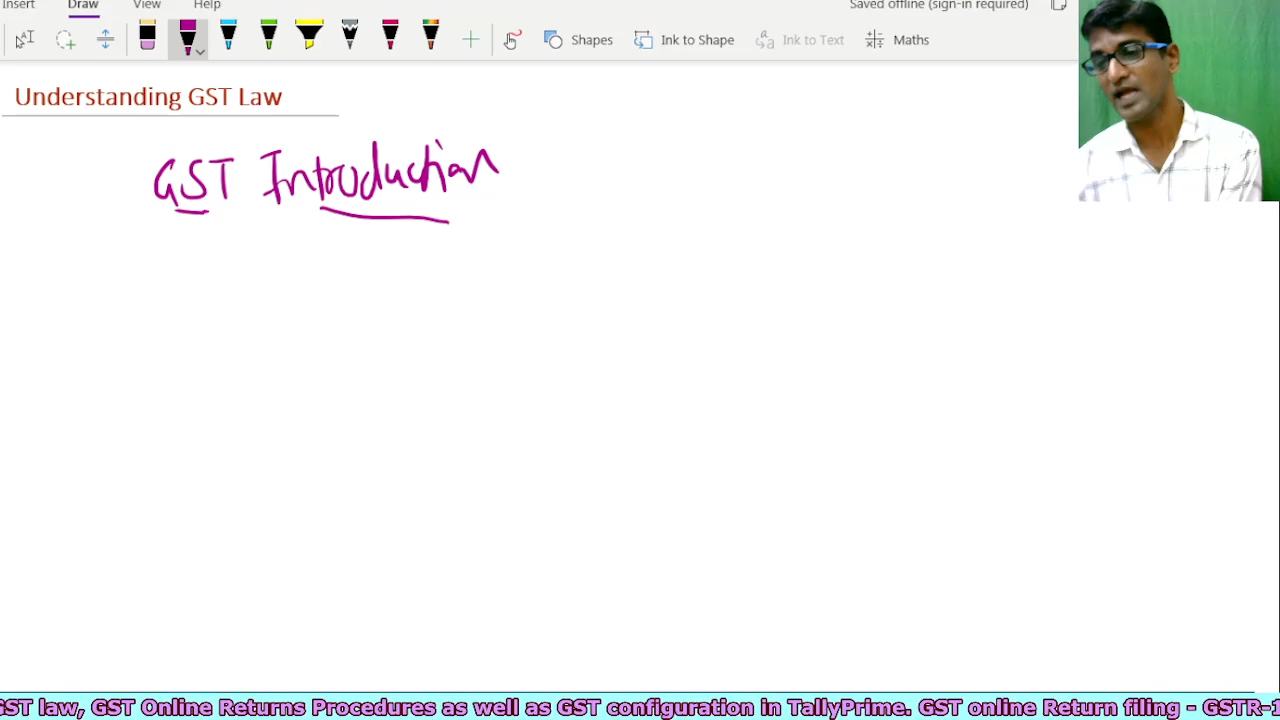 Insert Draw View Help Saved offline (sign-in required)
Shapes Ink to Shape Ink to Text Maths
Understanding GST Law
GST Introduction
GST law, GST Online Returns Procedures as well as GST configuration in TallyPrime. GST online Return filing - GSTR-1